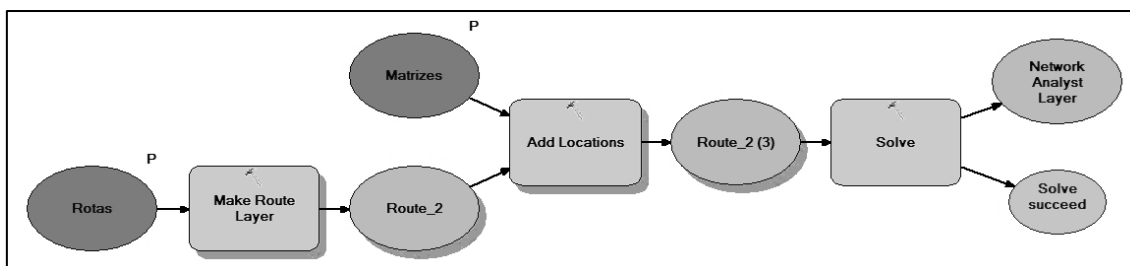 P
Matrizes
Network
Analyst
Layer
Add Locations
Route_2 (3)
Solve
P
Rotas
Make Route
Layer
Route_2
Solve
succeed